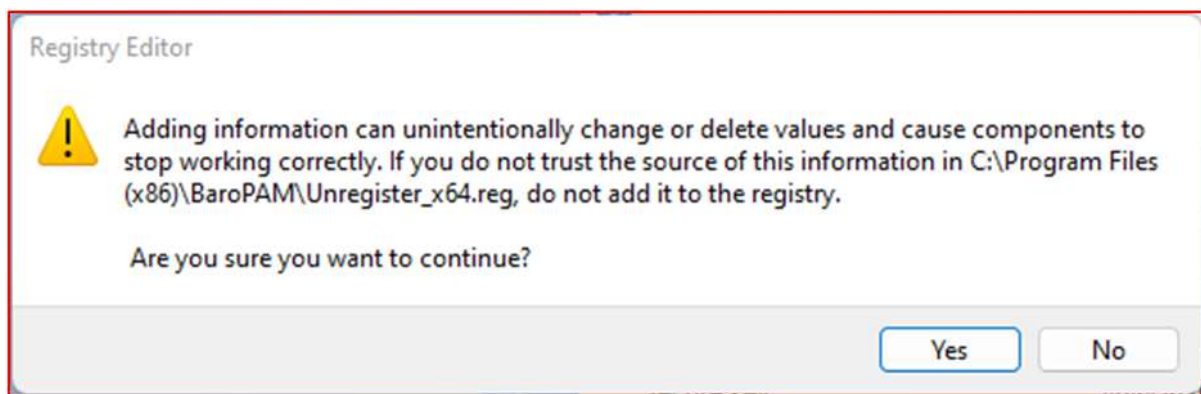 Registry Editor
Adding information can unintentionally change or delete values and cause components to
stop working correctly. If you do not trust the source of this information in C:\Program Files
(x86)\BaroPAM\Unregister_x64.reg, do not add it to the registry.
Are you sure you want to continue?
Yes No